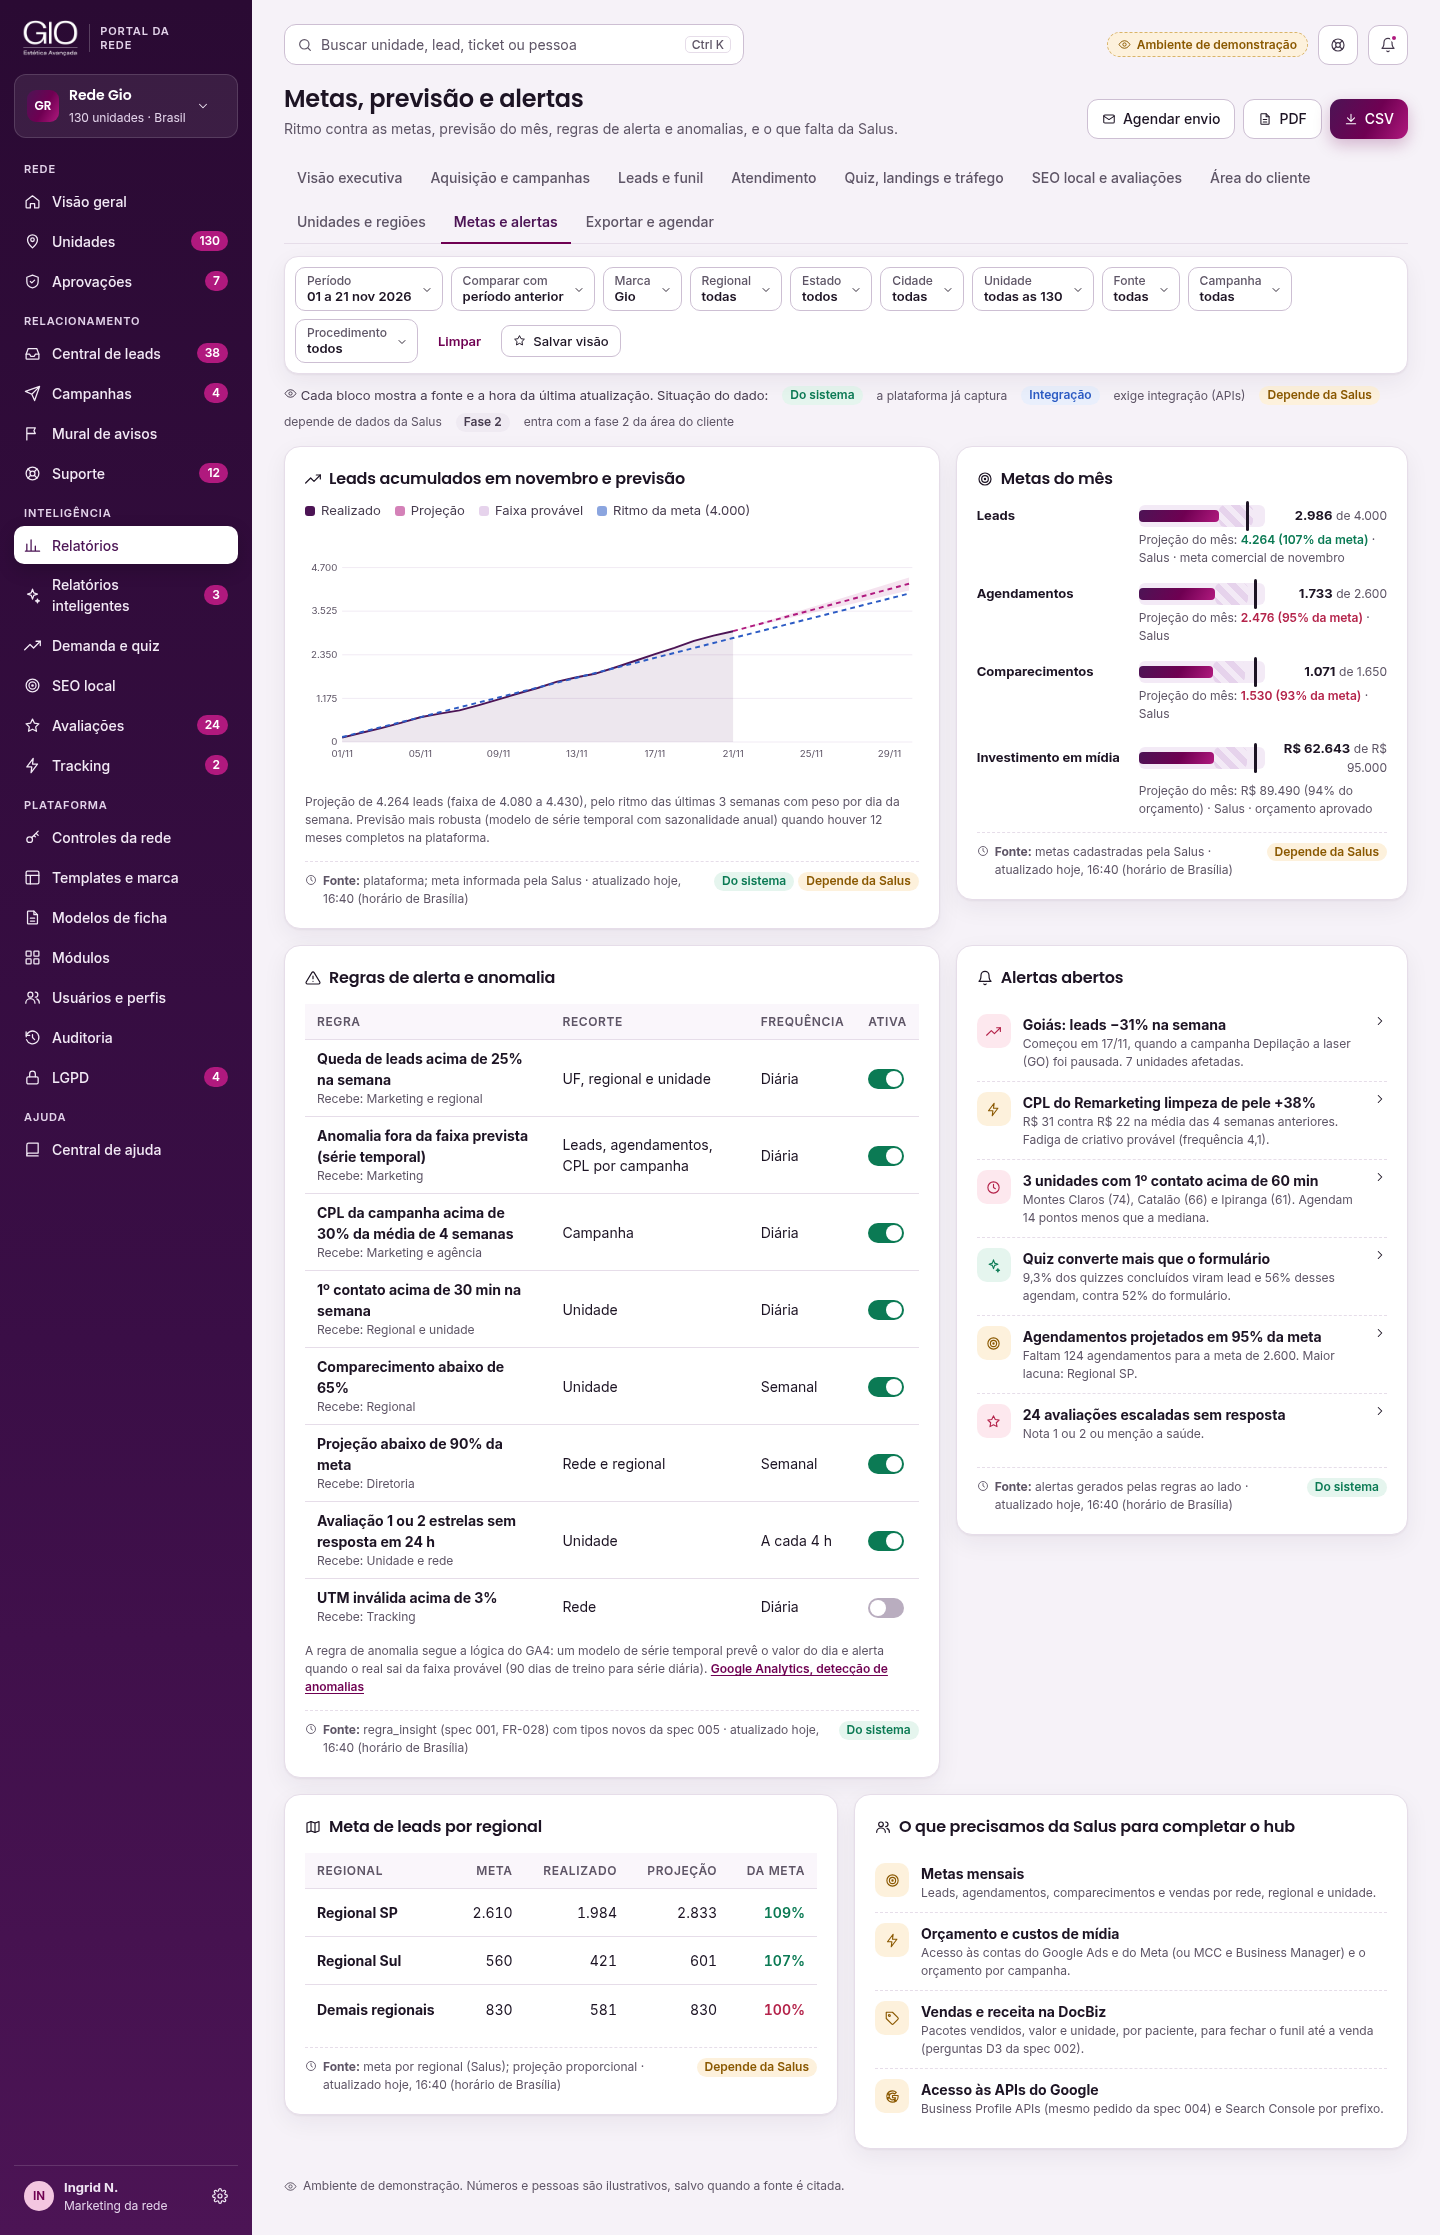 GIO
Estética Avançada
PORTAL DA
REDE
GR
Rede Gio
130 unidades · Brasil
REDE
Visão geral
Unidades 130
Aprovações 7
RELACIONAMENTO
Central de leads 38
Campanhas 4
Mural de avisos
Suporte 12
INTELIGÊNCIA
Relatórios
Relatórios
inteligentes 3
Demanda e quiz
SEO local
Avaliações 24
Tracking 2
PLATAFORMA
Controles da rede
Templates e marca
Modelos de ficha
Módulos
Usuários e perfis
Auditoria
LGPD 4
AJUDA
Central de ajuda
IN
Ingrid N.
Marketing da rede
Buscar unidade, lead, ticket ou pessoa Ctrl K
Ambiente de demonstração
Metas, previsão e alertas
Ritmo contra as metas, previsão do mês, regras de alerta e anomalias, e o que falta da Salus.
Agendar envio PDF CSV
Visão executiva Aquisição e campanhas Leads e funil Atendimento Quiz, landings e tráfego SEO local e avaliações Área do cliente
Unidades e regiões Metas e alertas Exportar e agendar
Período Comparar com Marca Regional Estado Cidade Unidade Fonte Campanha
01 a 21 nov 2026 período anterior Gio todas todos todas todas as 130 todas todas
Procedimento
todos
Limpar Salvar visão
Cada bloco mostra a fonte e a hora da última atualização. Situação do dado: Do sistema a plataforma já captura Integração exige integração (APIs) Depende da Salus
depende de dados da Salus Fase 2 entra com a fase 2 da área do cliente
Leads acumulados em novembro e previsão
Realizado Projeção Faixa provável Ritmo da meta (4.000)
4.700
3.525
2.350
1.175
0
01/11 05/11 09/11 13/11 17/11 21/11 25/11 29/11
Projeção de 4.264 leads (faixa de 4.080 a 4.430), pelo ritmo das últimas 3 semanas com peso por dia da
semana. Previsão mais robusta (modelo de série temporal com sazonalidade anual) quando houver 12
meses completos na plataforma.
Fonte: plataforma; meta informada pela Salus · atualizado hoje,
16:40 (horário de Brasília)
Do sistema Depende da Salus
Metas do mês
Leads 2.986 de 4.000
Projeção do mês: 4.264 (107% da meta) ·
Salus · meta comercial de novembro
Agendamentos 1.733 de 2.600
Projeção do mês: 2.476 (95% da meta) ·
Salus
Comparecimentos 1.071 de 1.650
Projeção do mês: 1.530 (93% da meta) ·
Salus
Investimento em mídia R$ 62.643 de R$
95.000
Projeção do mês: R$ 89.490 (94% do
orçamento) · Salus · orçamento aprovado
Fonte: metas cadastradas pela Salus ·
atualizado hoje, 16:40 (horário de Brasília)
Depende da Salus
Regras de alerta e anomalia
REGRA RECORTE FREQUÊNCIA ATIVA
Queda de leads acima de 25%
na semana
Recebe: Marketing e regional
UF, regional e unidade Diária
Anomalia fora da faixa prevista
(série temporal)
Recebe: Marketing
Leads, agendamentos,
CPL por campanha
Diária
CPL da campanha acima de
30% da média de 4 semanas
Recebe: Marketing e agência
Campanha Diária
1º contato acima de 30 min na
semana
Recebe: Regional e unidade
Unidade Diária
Comparecimento abaixo de
65%
Recebe: Regional
Unidade Semanal
Projeção abaixo de 90% da
meta
Recebe: Diretoria
Rede e regional Semanal
Avaliação 1 ou 2 estrelas sem
resposta em 24 h
Recebe: Unidade e rede
Unidade A cada 4 h
UTM inválida acima de 3%
Recebe: Tracking
Rede Diária
A regra de anomalia segue a lógica do GA4: um modelo de série temporal prevê o valor do dia e alerta
quando o real sai da faixa provável (90 dias de treino para série diária). Google Analytics, detecção de
anomalias
Fonte: regra_insight (spec 001, FR-028) com tipos novos da spec 005 · atualizado hoje,
16:40 (horário de Brasília)
Do sistema
Alertas abertos
Goiás: leads −31% na semana
Começou em 17/11, quando a campanha Depilação a laser
(GO) foi pausada. 7 unidades afetadas.
CPL do Remarketing limpeza de pele +38%
R$ 31 contra R$ 22 na média das 4 semanas anteriores.
Fadiga de criativo provável (frequência 4,1).
3 unidades com 1º contato acima de 60 min
Montes Claros (74), Catalão (66) e Ipiranga (61). Agendam
14 pontos menos que a mediana.
Quiz converte mais que o formulário
9,3% dos quizzes concluídos viram lead e 56% desses
agendam, contra 52% do formulário.
Agendamentos projetados em 95% da meta
Faltam 124 agendamentos para a meta de 2.600. Maior
lacuna: Regional SP.
24 avaliações escaladas sem resposta
Nota 1 ou 2 ou menção a saúde.
Fonte: alertas gerados pelas regras ao lado ·
atualizado hoje, 16:40 (horário de Brasília)
Do sistema
Meta de leads por regional
REGIONAL META REALIZADO PROJEÇÃO DA META
Regional SP 2.610 1.984 2.833 109%
Regional Sul 560 421 601 107%
Demais regionais 830 581 830 100%
Fonte: meta por regional (Salus); projeção proporcional ·
atualizado hoje, 16:40 (horário de Brasília)
Depende da Salus
O que precisamos da Salus para completar o hub
Metas mensais
Leads, agendamentos, comparecimentos e vendas por rede, regional e unidade.
Orçamento e custos de mídia
Acesso às contas do Google Ads e do Meta (ou MCC e Business Manager) e o
orçamento por campanha.
Vendas e receita na DocBiz
Pacotes vendidos, valor e unidade, por paciente, para fechar o funil até a venda
(perguntas D3 da spec 002).
Acesso às APIs do Google
Business Profile APIs (mesmo pedido da spec 004) e Search Console por prefixo.
Ambiente de demonstração. Números e pessoas são ilustrativos, salvo quando a fonte é citada.